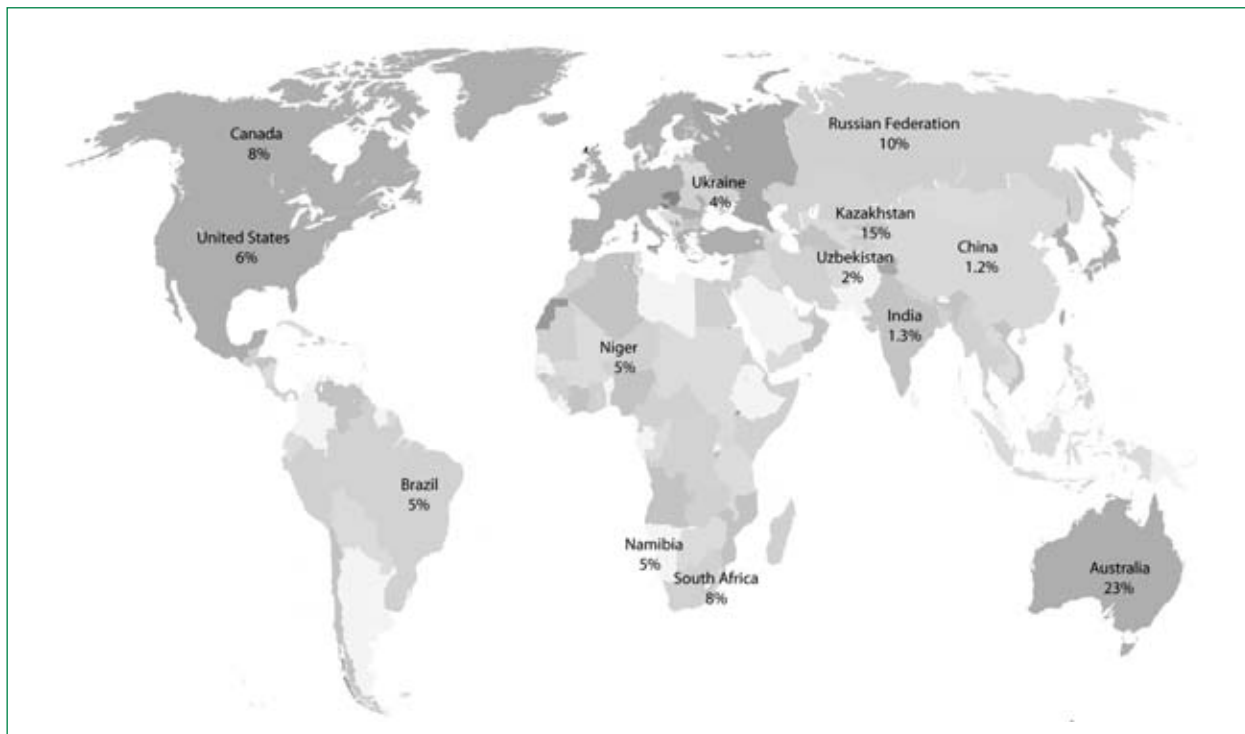 Canada
8%
United States
6%
Brazil
5%
Ukraine
4%
Niger
5%
Namibia
5%
South Africa
8%
Russian Federation
10%
Kazakhstan
15%
Uzbekistan
2%
China
1.2%
India
1.3%
Australia
23%